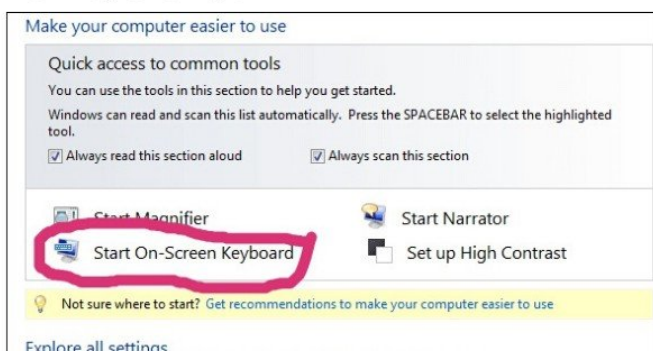 Make your computer easier to use
Quick access to common tools
You can use the tools in this section to help you get started.
Windows can read and scan this list automatically. Press the SPACEBAR to select the highlighted
tool.
Always read this section aloud Always scan this section
Start Magnifier Start Narrator
Start On-Screen Keyboard Set up High Contrast
Not sure where to start? Get recommendations to make your computer easier to use
Explore all settings